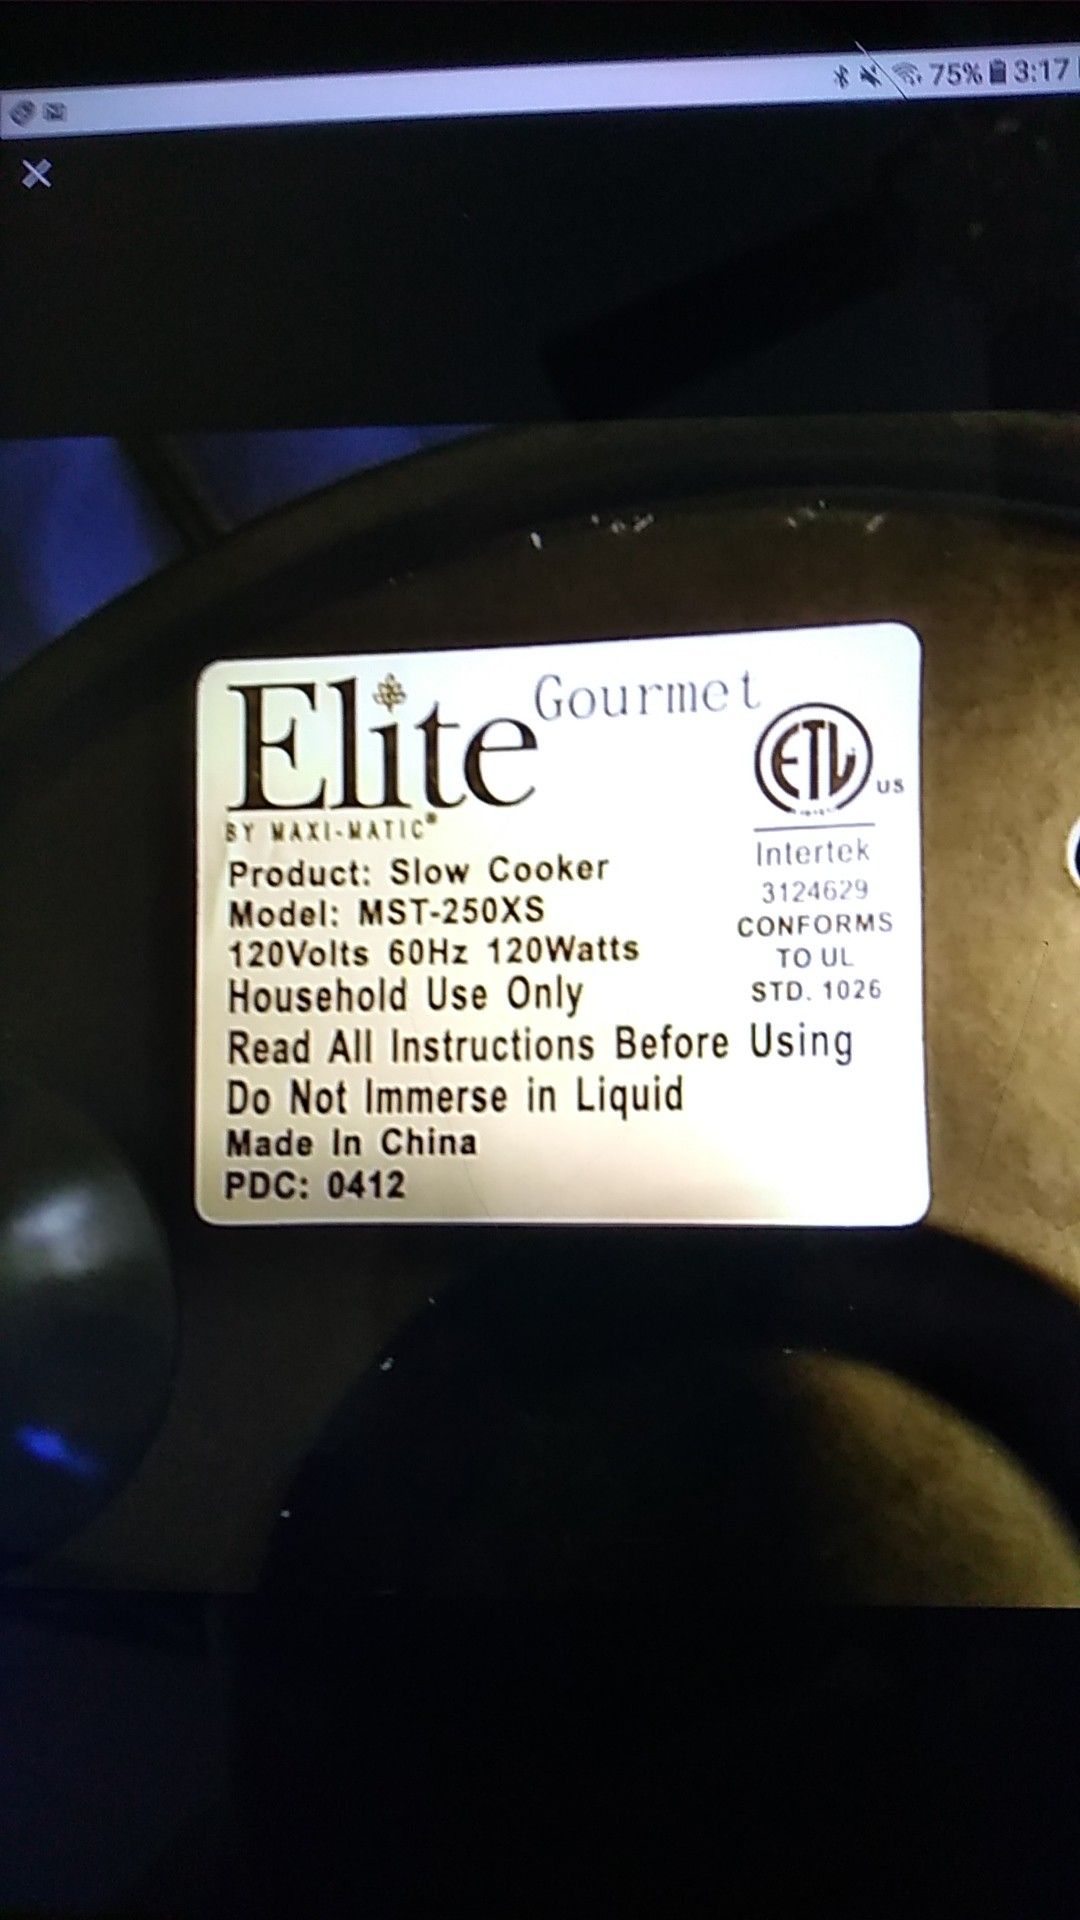 75% 3:17
Elite Gourmet
BY MAXI-MATIC®
Product: Slow Cooker
Model: MST-250XS
120Volts 60Hz 120Watts
Household Use Only
Read All Instructions Before Using
Do Not Immerse in Liquid
Made In China
PDC: 0412
ETL
US
Intertek
3124629
CONFORMS
TO UL
STD. 1026